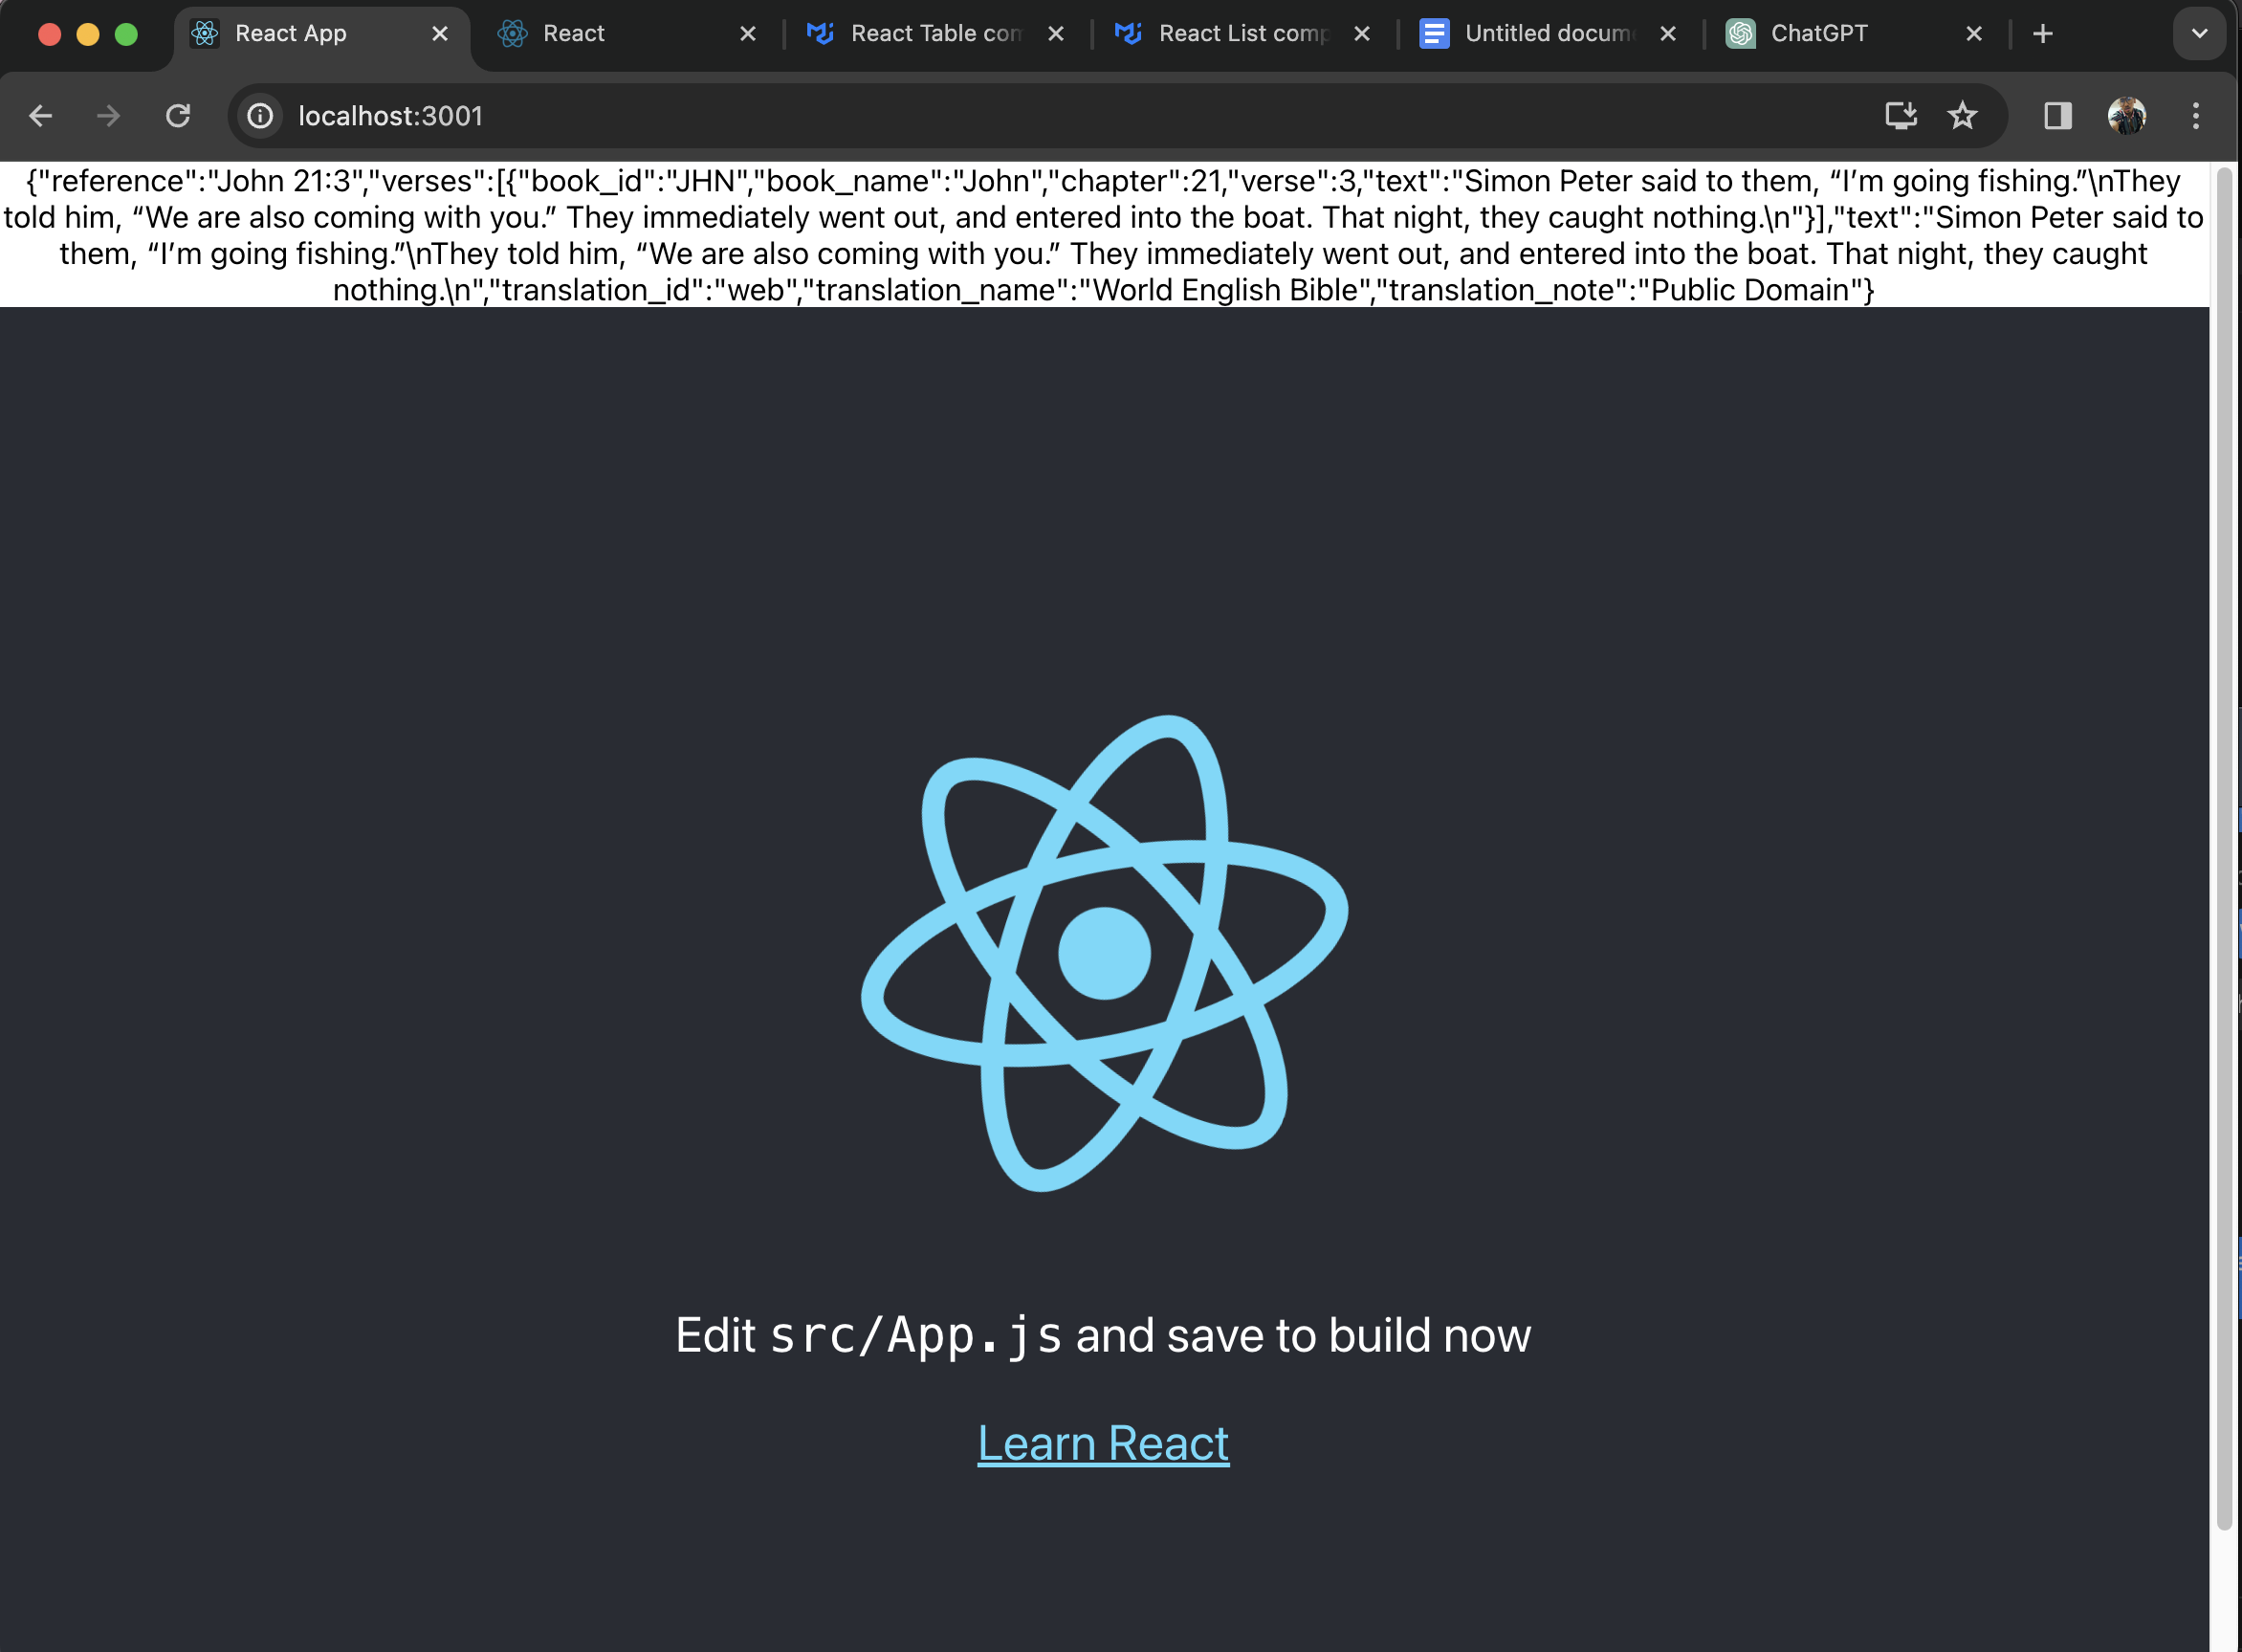 React App
React
React Table com
React List comp
Untitled docum
ChatGPT
localhost:3001
{"reference":"John 21:3","verses":[{"book_id":"JHN","book_name":"John","chapter":21,"verse":3,"text":"Simon Peter said to them, “I’m going fishing.”\nThey
told him, “We are also coming with you.” They immediately went out, and entered into the boat. That night, they caught nothing.\n"}],"text":"Simon Peter said to
them, “I’m going fishing.”\nThey told him, “We are also coming with you.” They immediately went out, and entered into the boat. That night, they caught
nothing.\n","translation_id":"web","translation_name":"World English Bible","translation_note":"Public Domain"}
Edit src/App.js and save to build now
Learn React